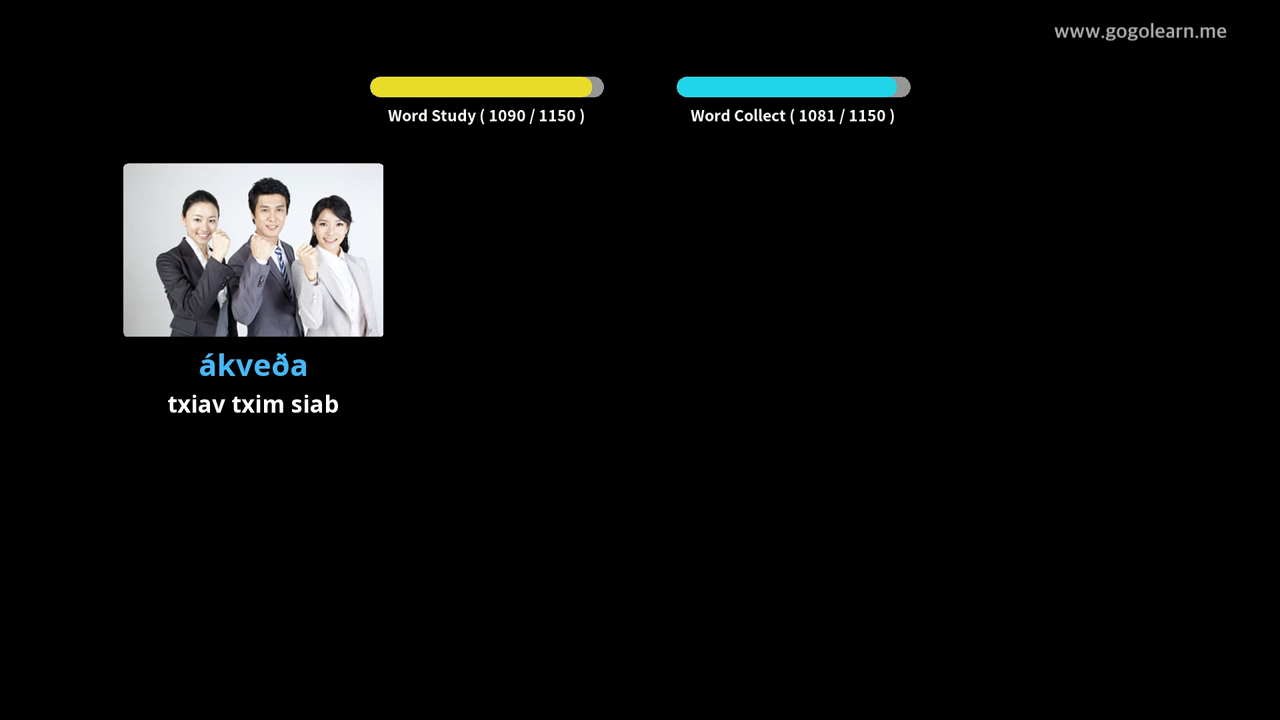 www.gogolearn.me
Word Study ( 1090 / 1150 )
Word Collect ( 1081 / 1150 )
ákveða
txiav txim siab